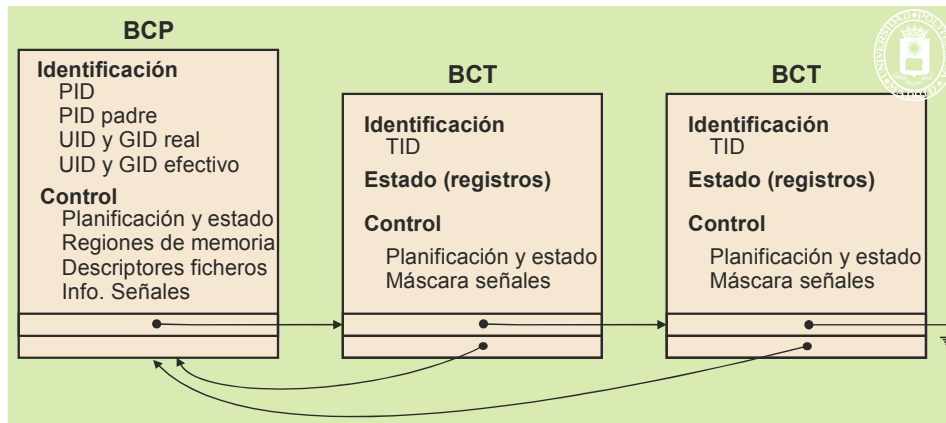 BCP
Identificación
PID
PID padre
UID y GID real
UID y GID efectivo
Control
Planificación y estado
Regiones de memoria
Descriptores ficheros
Info. Señales
BCT
Identificación
TID
Estado (registros)
Control
Planificación y estado
Máscara señales
BCT
Identificación
TID
Estado (registros)
Control
Planificación y estado
Máscara señales